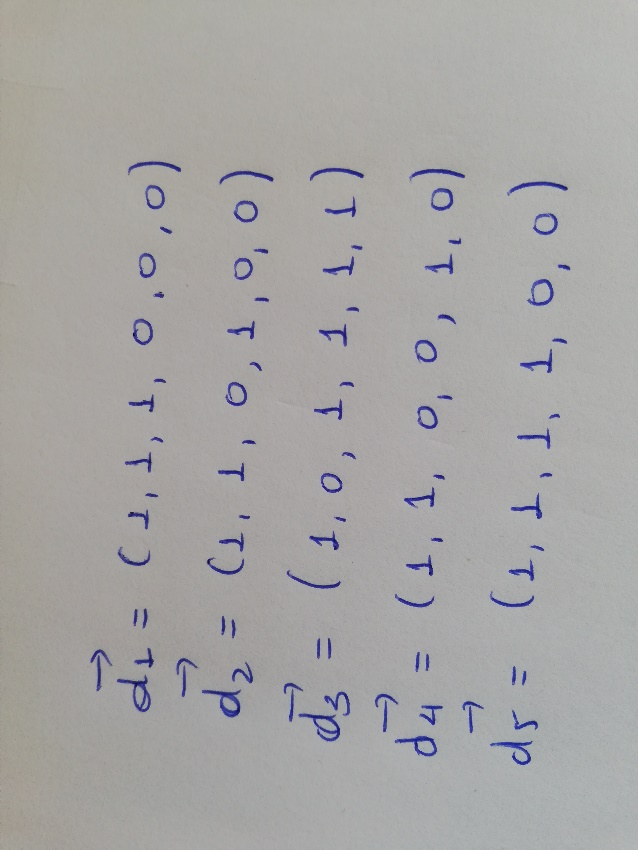 d⃗1 = (1, 1, 1, 0, 0, 0)
d⃗2 = (1, 1, 0, 1, 0, 0)
d⃗3 = (1, 0, 1, 1, 1, 1)
d⃗4 = (1, 1, 0, 0, 1, 0)
d⃗5 = (1, 1, 1, 1, 0, 0)